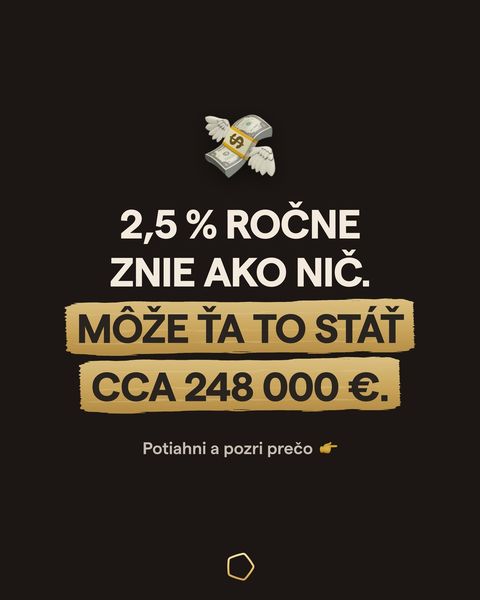 2,5 % ROČNE
ZNIE AKO NIČ.
MÔŽE ŤA TO STÁŤ
CCA 248 000 €.
Potiahni a pozri prečo 👉